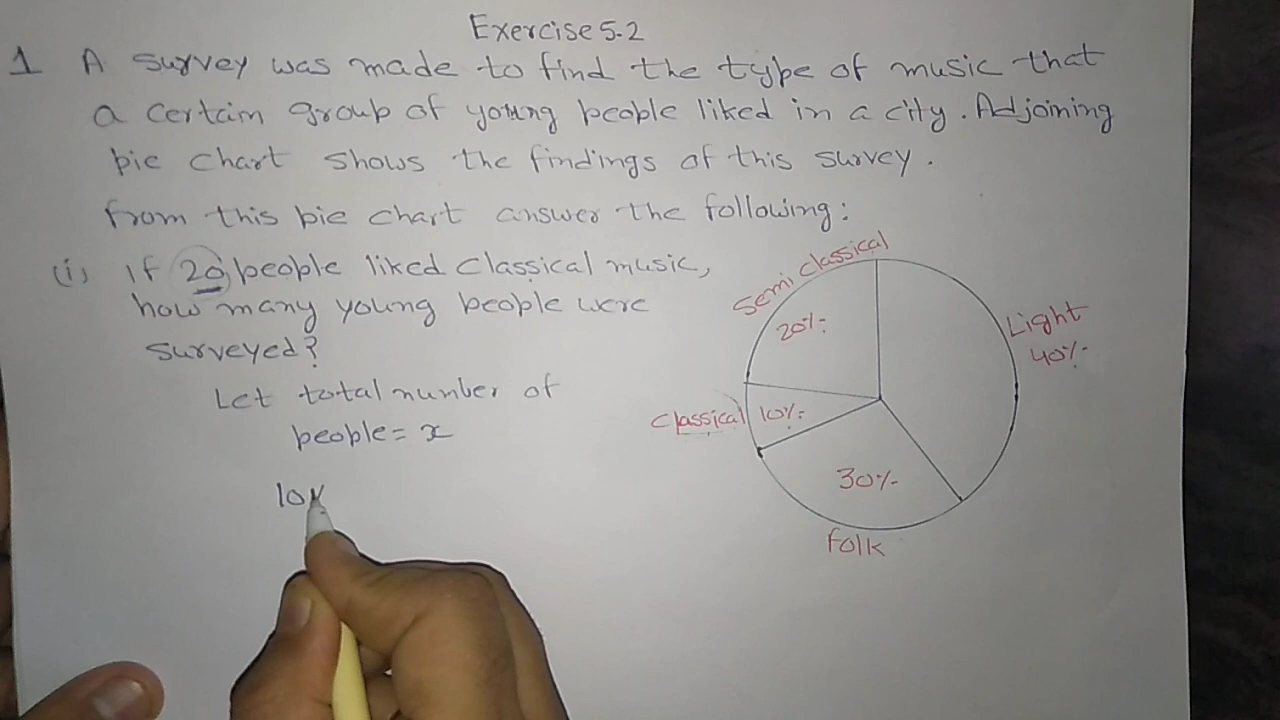 Exercise 5.2
1 A survey was made to find the type of music that
a certain group of young people liked in a city. Adjoining
pie chart shows the findings of this survey.
From this pie chart answer the following:
(i) If 20 people liked classical music,
how many young people were
surveyed?
Let total number of
people = x
10%
Semi classical
20%
Light
40%
Classical 10%
30%
Folk